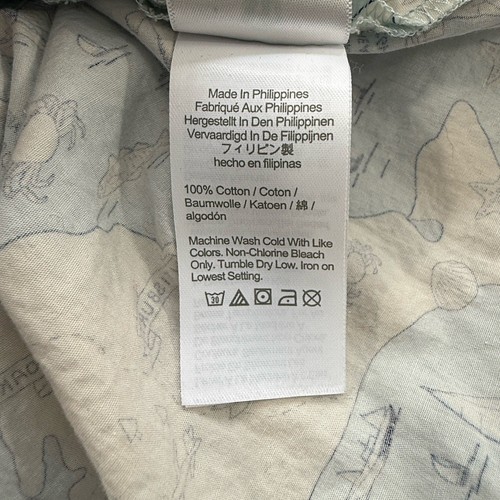 Made In Philippines
Fabriqué Aux Philippines
Hergestellt In Den Philippinen
Vervaardigd In De Filippijnen
フィリピン製
hecho en filipinas
100% Cotton / Coton /
Baumwolle / Katoen / 綿 /
algodón
Machine Wash Cold With Like
Colors. Non-Chlorine Bleach
Only. Tumble Dry Low. Iron on
Lowest Setting.
30